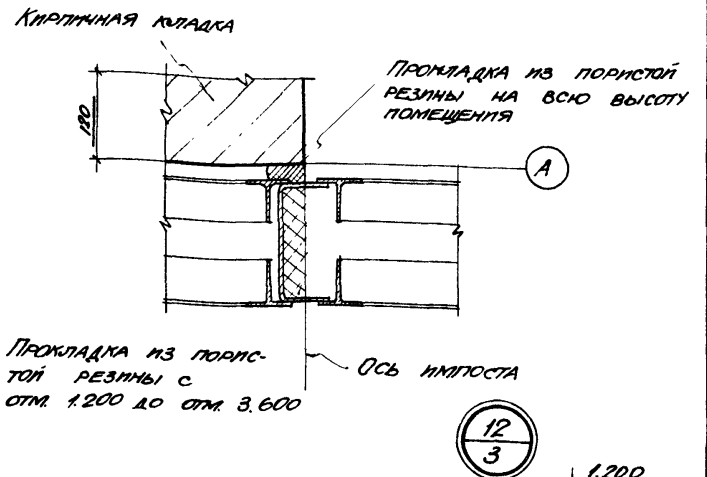 Кирпичная кладка
Прокладка из пористой
резины на всю высоту
помещения
120
А
Прокладка из порис-
той резины с
отм. 1.200 до отм. 3.600
Ось импоста
12
3
1.200